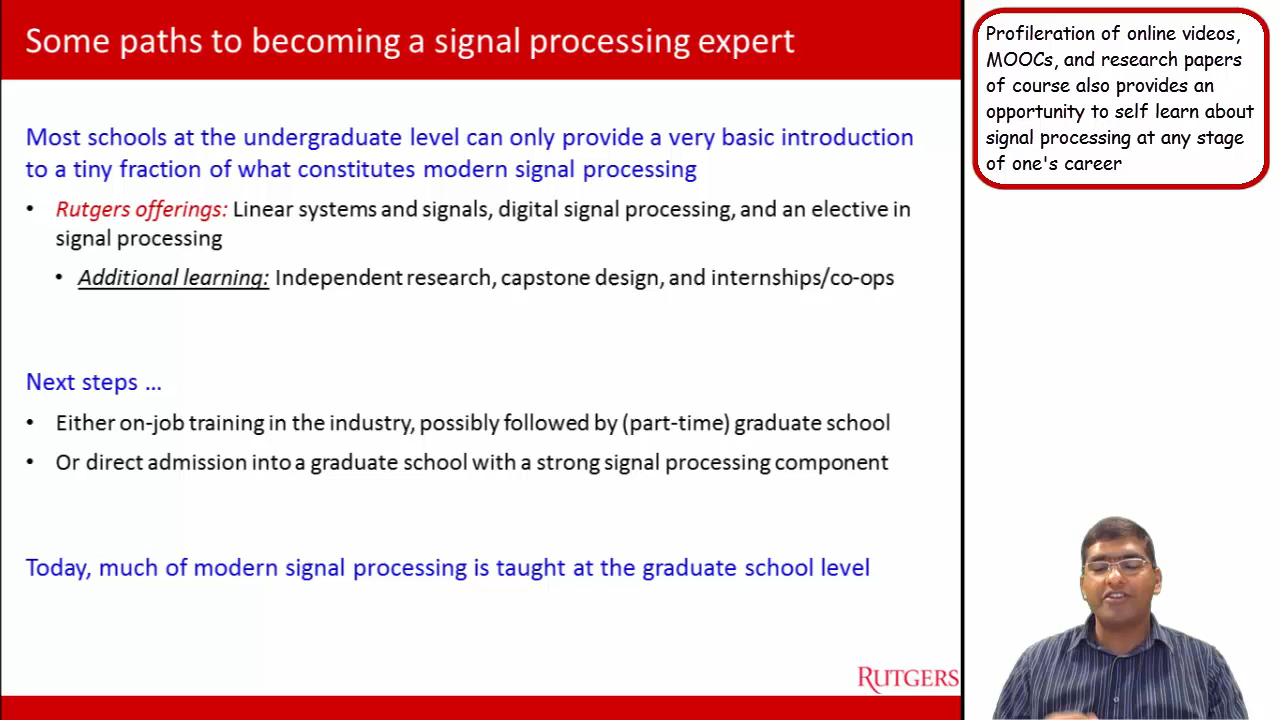 Some paths to becoming a signal processing expert
Most schools at the undergraduate level can only provide a very basic introduction
to a tiny fraction of what constitutes modern signal processing
• Rutgers offerings: Linear systems and signals, digital signal processing, and an elective in
signal processing
• Additional learning: Independent research, capstone design, and internships/co-ops
Next steps …
• Either on-job training in the industry, possibly followed by (part-time) graduate school
• Or direct admission into a graduate school with a strong signal processing component
Today, much of modern signal processing is taught at the graduate school level
RUTGERS
Profileration of online videos,
MOOCs, and research papers
of course also provides an
opportunity to self learn about
signal processing at any stage
of one's career